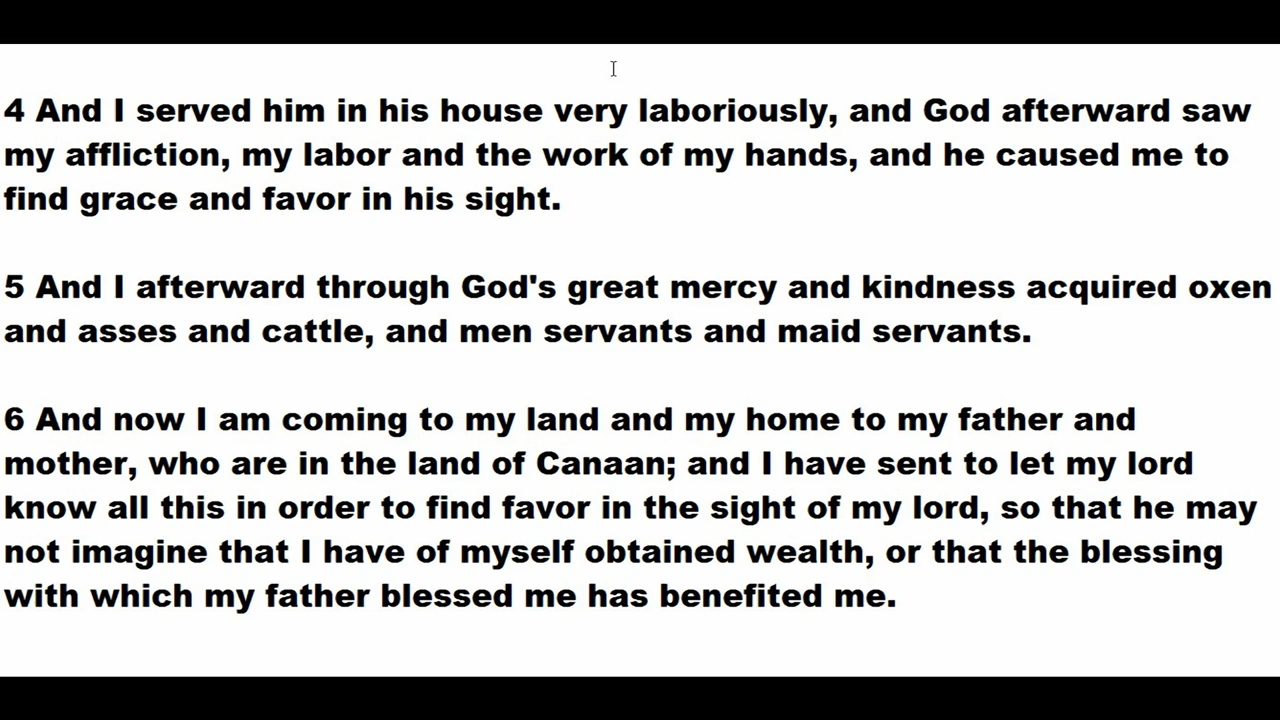 4 And I served him in his house very laboriously, and God afterward saw
my affliction, my labor and the work of my hands, and he caused me to
find grace and favor in his sight.
5 And I afterward through God's great mercy and kindness acquired oxen
and asses and cattle, and men servants and maid servants.
6 And now I am coming to my land and my home to my father and
mother, who are in the land of Canaan; and I have sent to let my lord
know all this in order to find favor in the sight of my lord, so that he may
not imagine that I have of myself obtained wealth, or that the blessing
with which my father blessed me has benefited me.